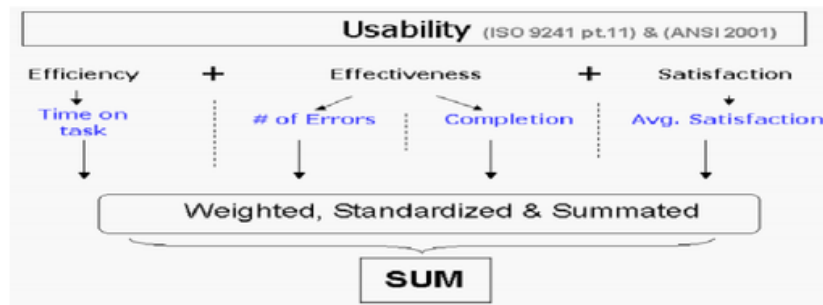 Usability (ISO 9241 pt.11) & (ANSI 2001)
Efficiency + Effectiveness + Satisfaction
Time on task # of Errors Completion Avg. Satisfaction
Weighted, Standardized & Summated
SUM